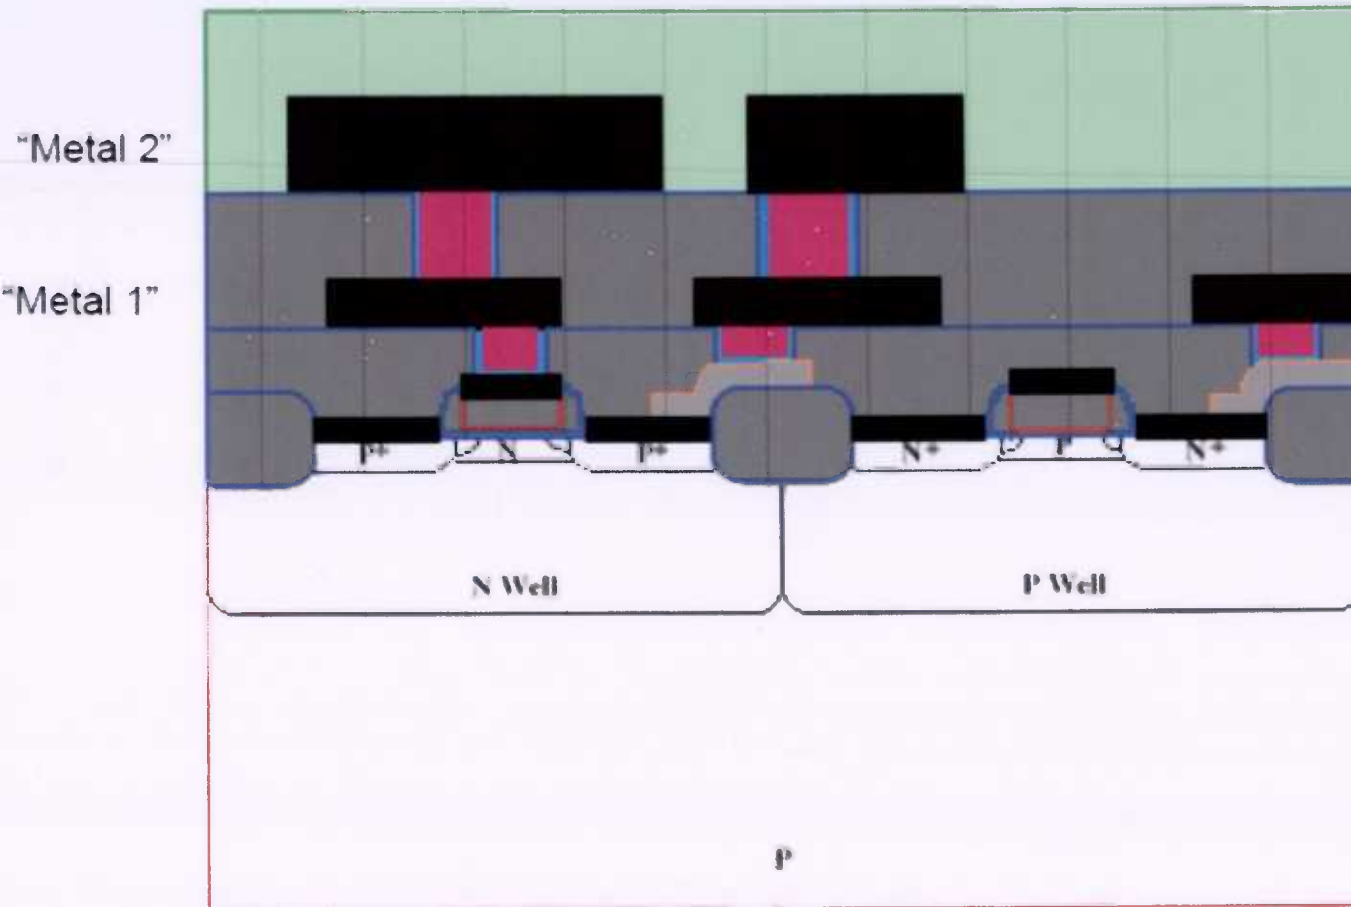 “Metal 2”
“Metal 1”
P+ N P+ N+ P N+
N Well P Well
P